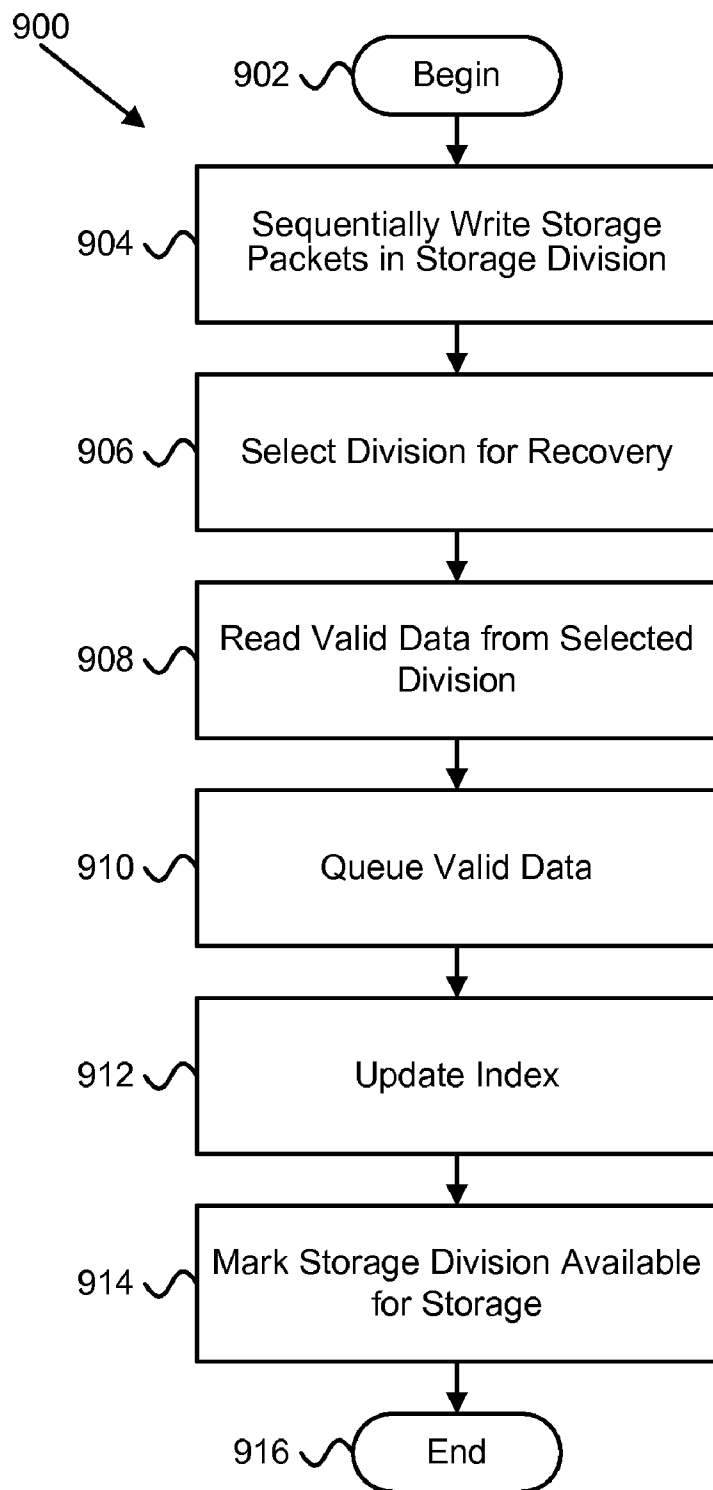 900
902
Begin
904
Sequentially Write Storage
Packets in Storage Division
906
Select Division for Recovery
908
Read Valid Data from Selected
Division
910
Queue Valid Data
912
Update Index
914
Mark Storage Division Available
for Storage
916
End